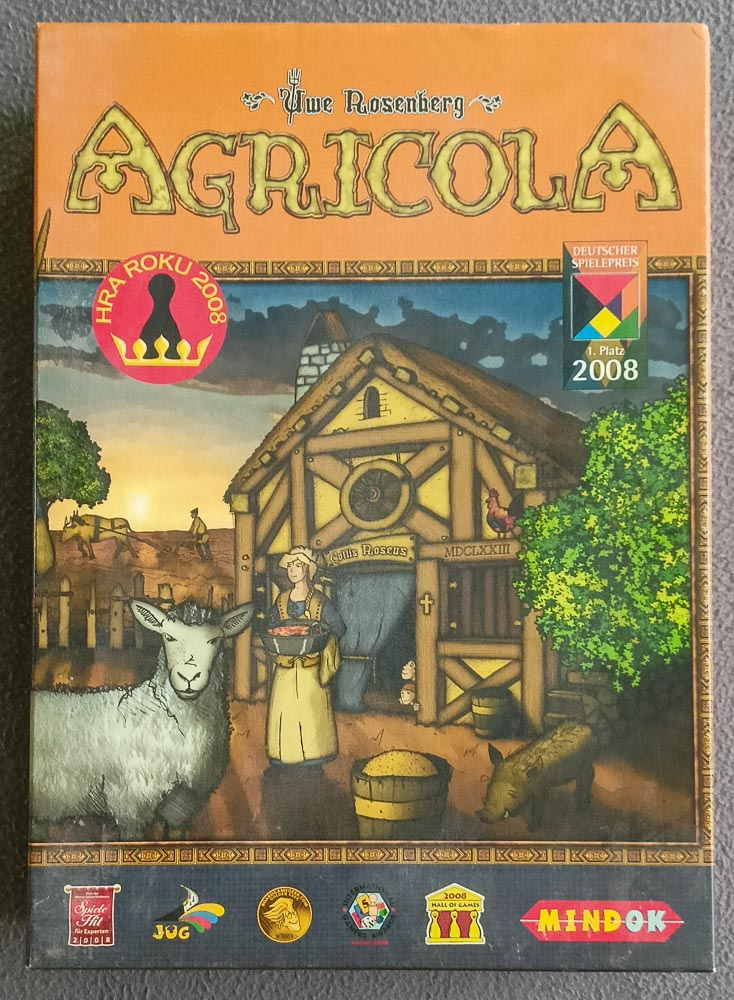 Uwe Rosenberg
AGRICOLA
HRA ROKU 2008
DEUTSCHER
SPIELEPREIS
1. Platz
2008
Collis Roseus
MDCLXXIII
Spiele
Hit
für Experten
2008
JUG
WINNER
2008
HALL OF GAMES
MINDOK